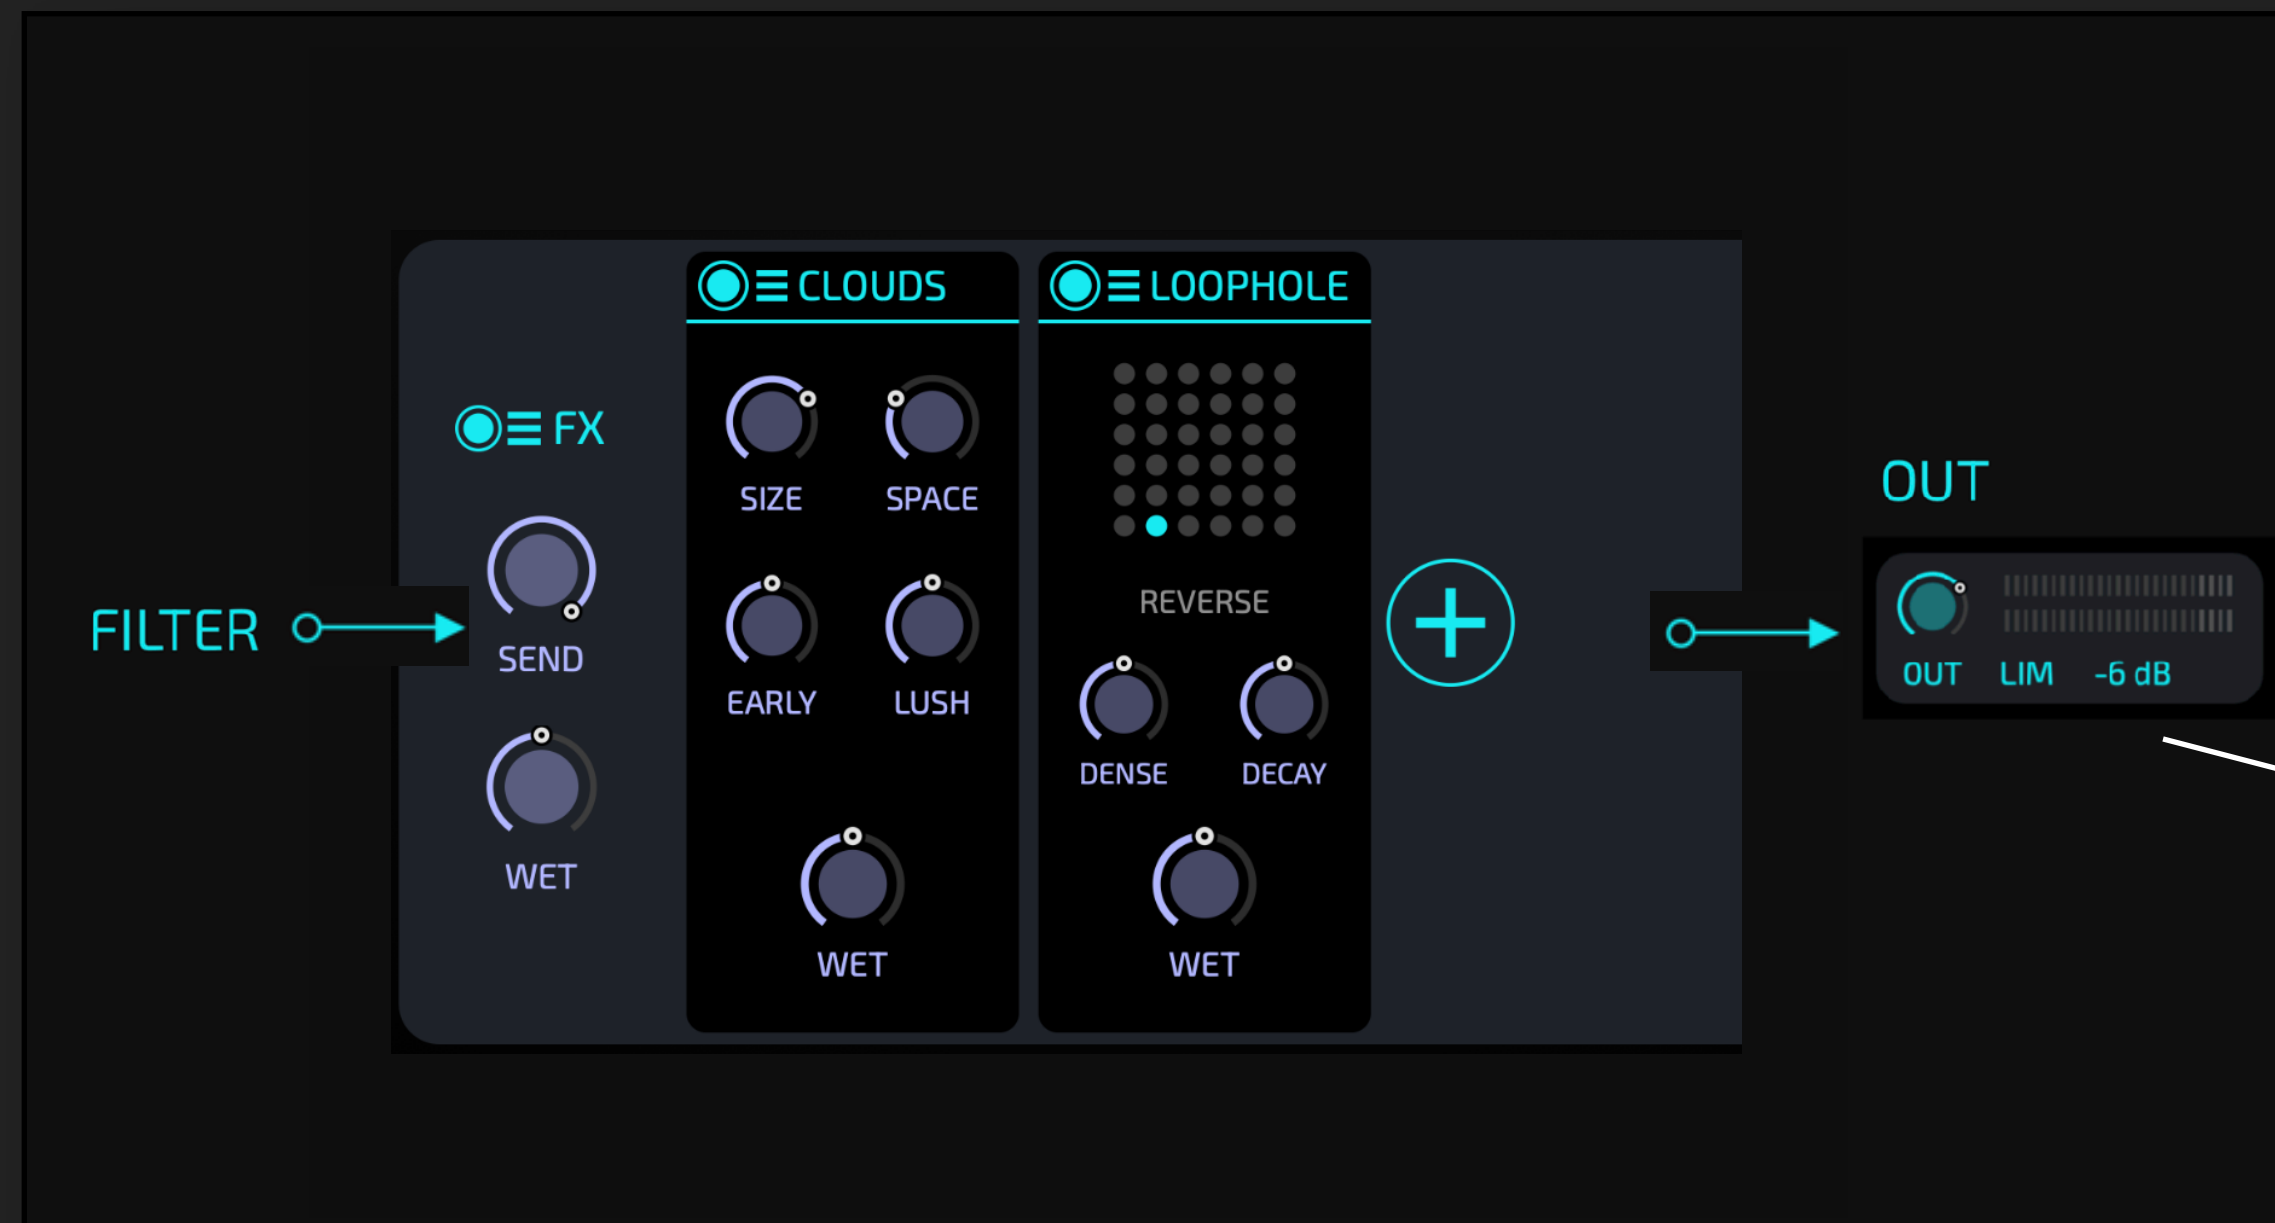 FILTER
FX
SEND
WET
CLOUDS
SIZE SPACE
EARLY LUSH
WET
LOOPHOLE
REVERSE
DENSE DECAY
WET
OUT
OUT LIM -6 dB